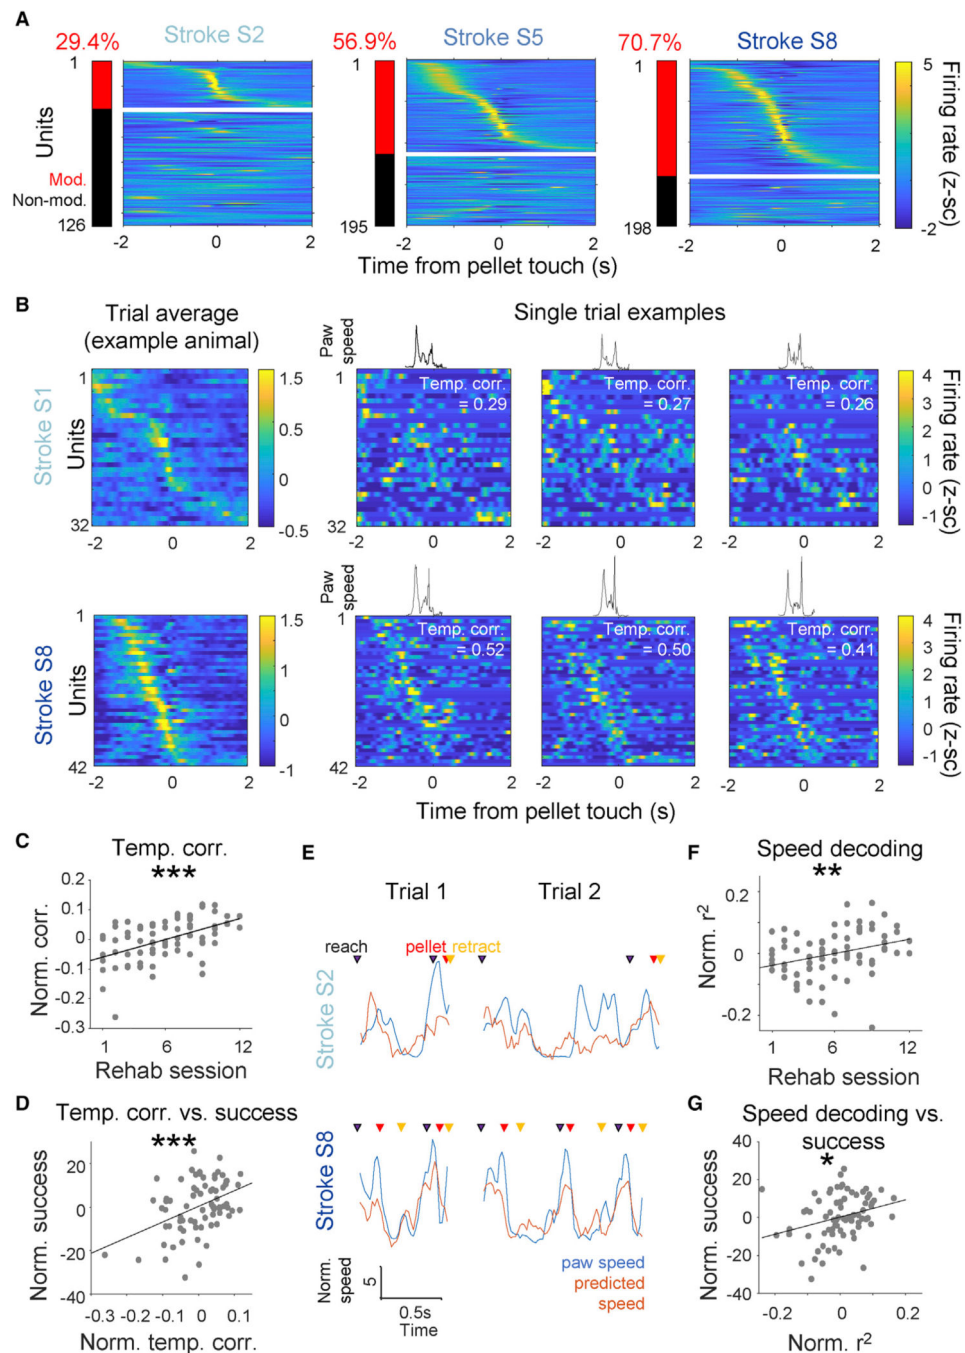 A
29.4%
Stroke S2
56.9%
Stroke S5
70.7%
Stroke S8
1
1
1
Units
Mod.
Non-mod.
126
195
198
-2 0 2
-2 0 2
-2 0 2
Time from pellet touch (s)
5
-2
Firing rate (z-sc)
B
Trial average
(example animal)
Single trial examples
Stroke S1
Units
1
32
-2 0 2
1.5
0.5
0
-0.5
Paw
speed
1
32
Temp. corr.
= 0.29
Temp. corr.
= 0.27
Temp. corr.
= 0.26
-2 0 2
-2 0 2
-2 0 2
4
3
2
1
0
-1
Firing rate (z-sc)
Stroke S8
Units
1
42
-2 0 2
1.5
1
0
-1
Paw
speed
1
42
Temp. corr.
= 0.52
Temp. corr.
= 0.50
Temp. corr.
= 0.41
-2 0 2
-2 0 2
-2 0 2
4
3
2
1
0
-1
Firing rate (z-sc)
Time from pellet touch (s)
C
Temp. corr.
***
Norm. corr.
0.2
0.1
0
-0.1
-0.3
1 6 12
Rehab session
D
Temp. corr. vs. success
***
Norm. success
20
0
-20
-40
-0.3 -0.2 -0.1 0 0.1
Norm. temp. corr.
E
Trial 1
Trial 2
reach
pellet
retract
Stroke S2
Stroke S8
Norm.
speed
5
0.5s
Time
paw speed
predicted
speed
F
Speed decoding
**
Norm. r²
0.2
0
-0.2
1 6 12
Rehab session
G
Speed decoding vs.
success
*
Norm. success
40
20
0
-20
-40
-0.2 0 0.2
Norm. r²